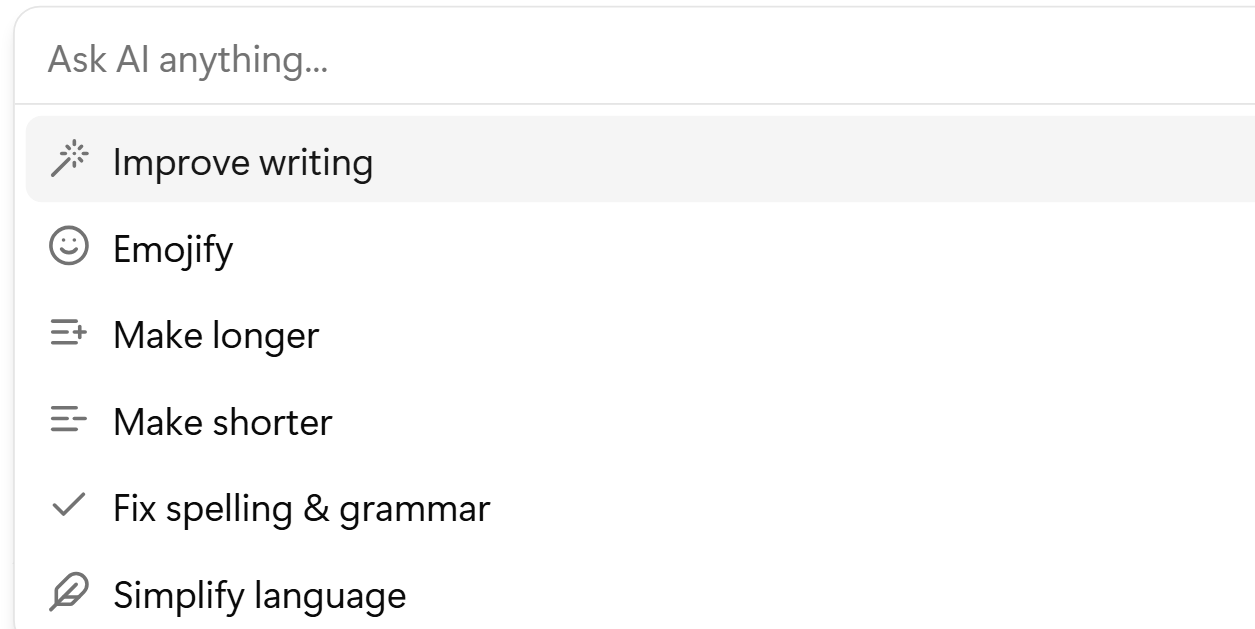 Ask AI anything...
Improve writing
Emojify
Make longer
Make shorter
Fix spelling & grammar
Simplify language